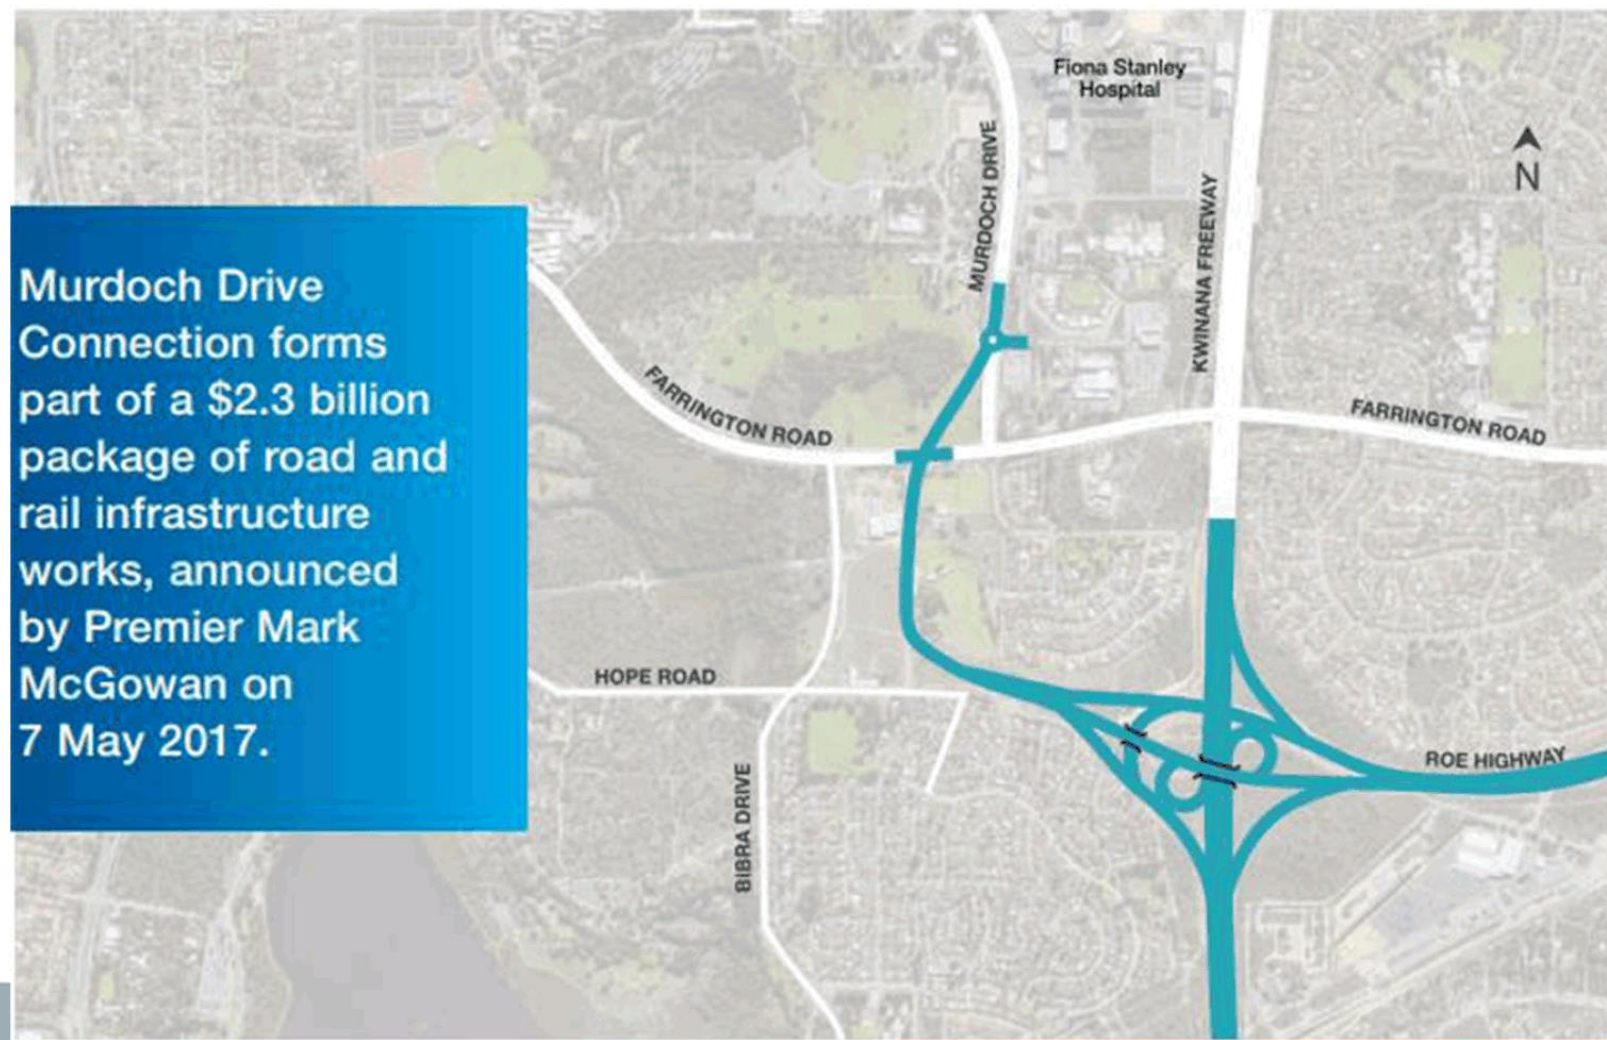 Murdoch Drive
Connection forms
part of a $2.3 billion
package of road and
rail infrastructure
works, announced
by Premier Mark
McGowan on
7 May 2017.
Fiona Stanley
Hospital
N
MURDOCH DRIVE
KWINANA FREEWAY
FARRINGTON ROAD
FARRINGTON ROAD
HOPE ROAD
BIBRA DRIVE
ROE HIGHWAY